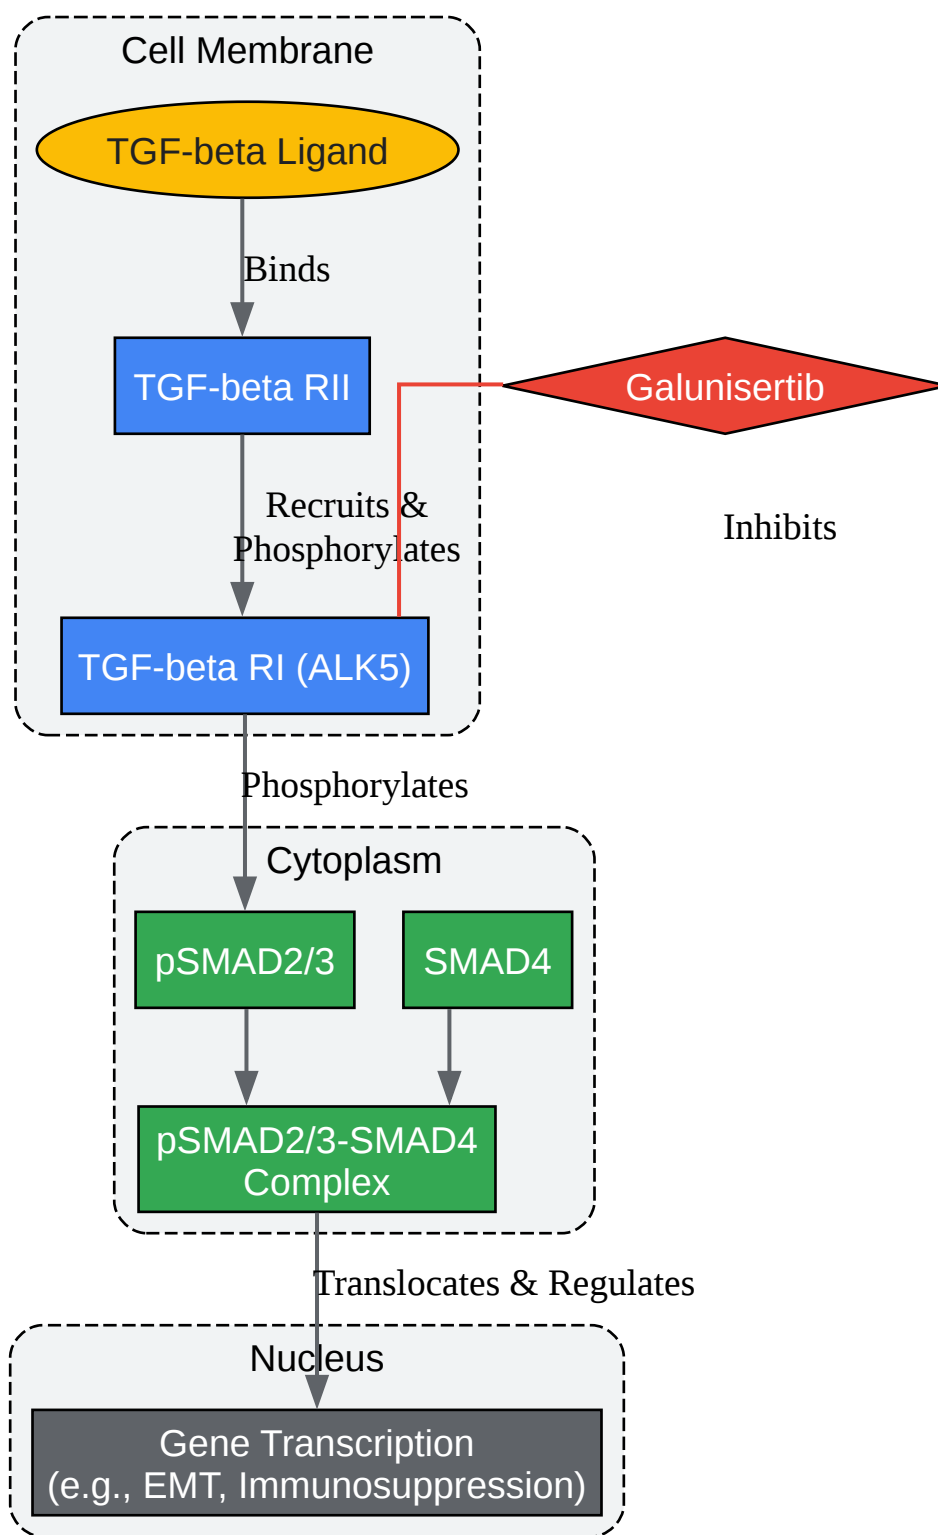 Cell Membrane
TGF-beta Ligand
Binds
TGF-beta RII
Galunisertib
Recruits &
Phosphorylates
Inhibits
TGF-beta RI (ALK5)
Phosphorylates
Cytoplasm
pSMAD2/3
SMAD4
pSMAD2/3-SMAD4
Complex
Translocates & Regulates
Nucleus
Gene Transcription
(e.g., EMT, Immunosuppression)